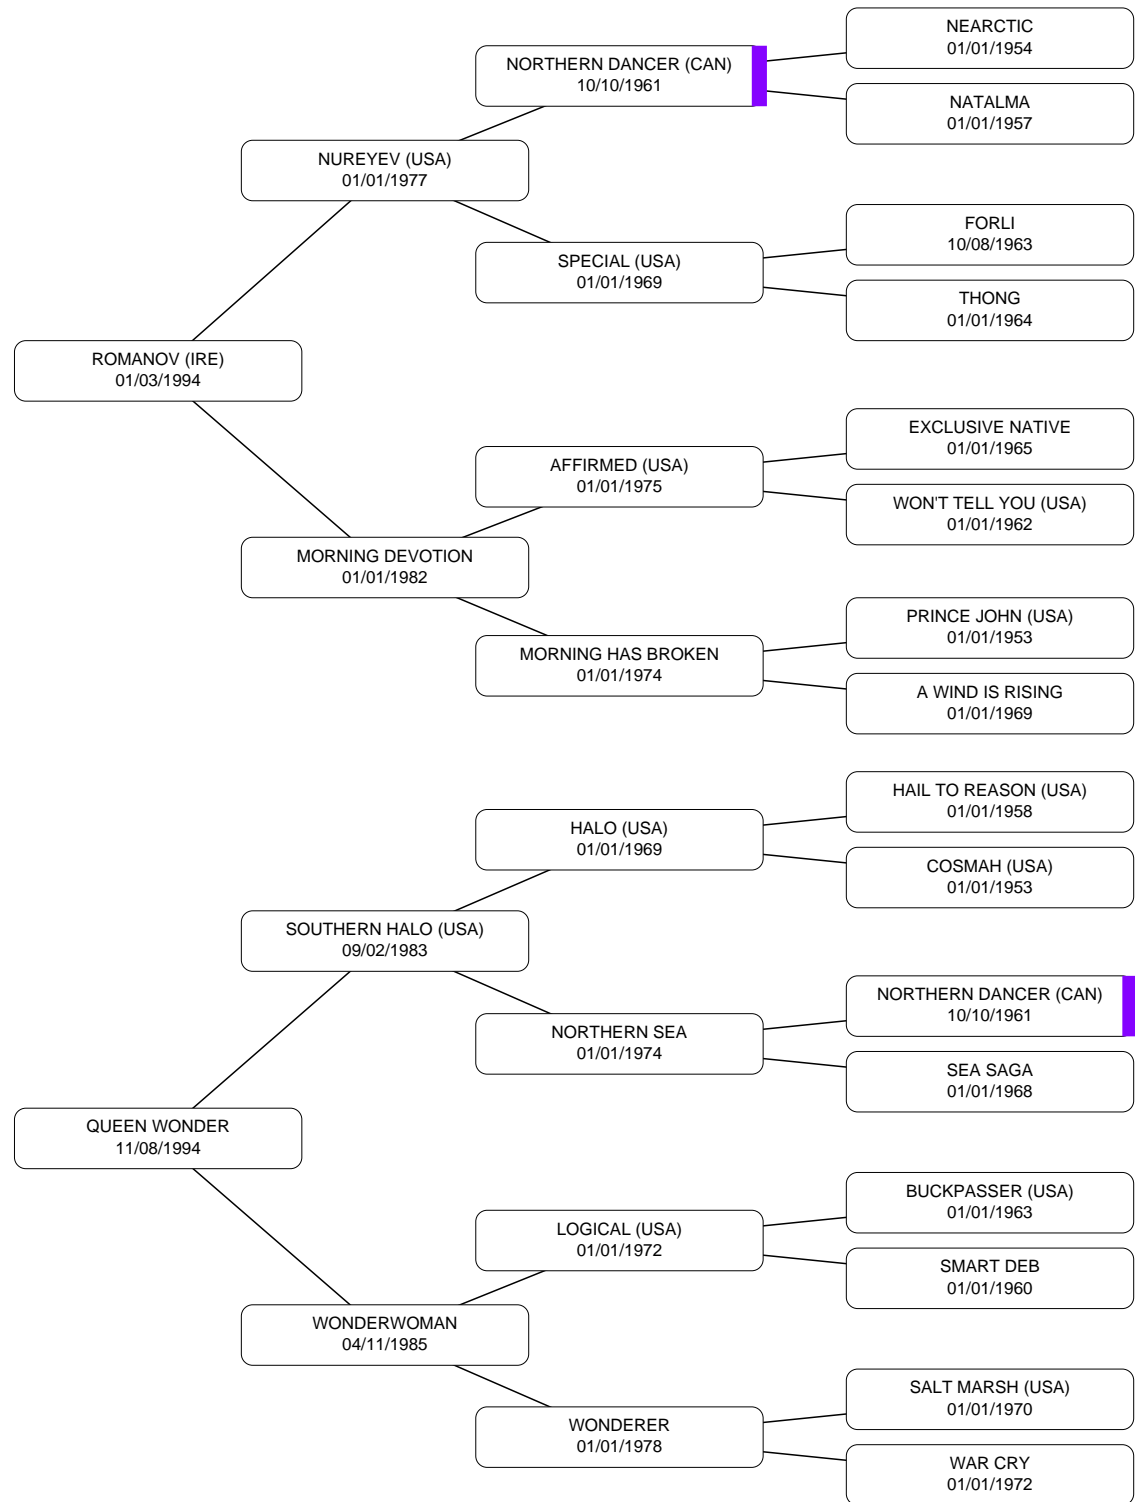 NEARCTIC
01/01/1954
NORTHERN DANCER (CAN)
10/10/1961
NATALMA
01/01/1957
NUREYEV (USA)
01/01/1977
FORLI
10/08/1963
SPECIAL (USA)
01/01/1969
THONG
01/01/1964
ROMANOV (IRE)
01/03/1994
EXCLUSIVE NATIVE
01/01/1965
AFFIRMED (USA)
01/01/1975
WON'T TELL YOU (USA)
01/01/1962
MORNING DEVOTION
01/01/1982
PRINCE JOHN (USA)
01/01/1953
MORNING HAS BROKEN
01/01/1974
A WIND IS RISING
01/01/1969
HAIL TO REASON (USA)
01/01/1958
HALO (USA)
01/01/1969
COSMAH (USA)
01/01/1953
SOUTHERN HALO (USA)
09/02/1983
NORTHERN DANCER (CAN)
10/10/1961
NORTHERN SEA
01/01/1974
SEA SAGA
01/01/1968
QUEEN WONDER
11/08/1994
BUCKPASSER (USA)
01/01/1963
LOGICAL (USA)
01/01/1972
SMART DEB
01/01/1960
WONDERWOMAN
04/11/1985
SALT MARSH (USA)
01/01/1970
WONDERER
01/01/1978
WAR CRY
01/01/1972